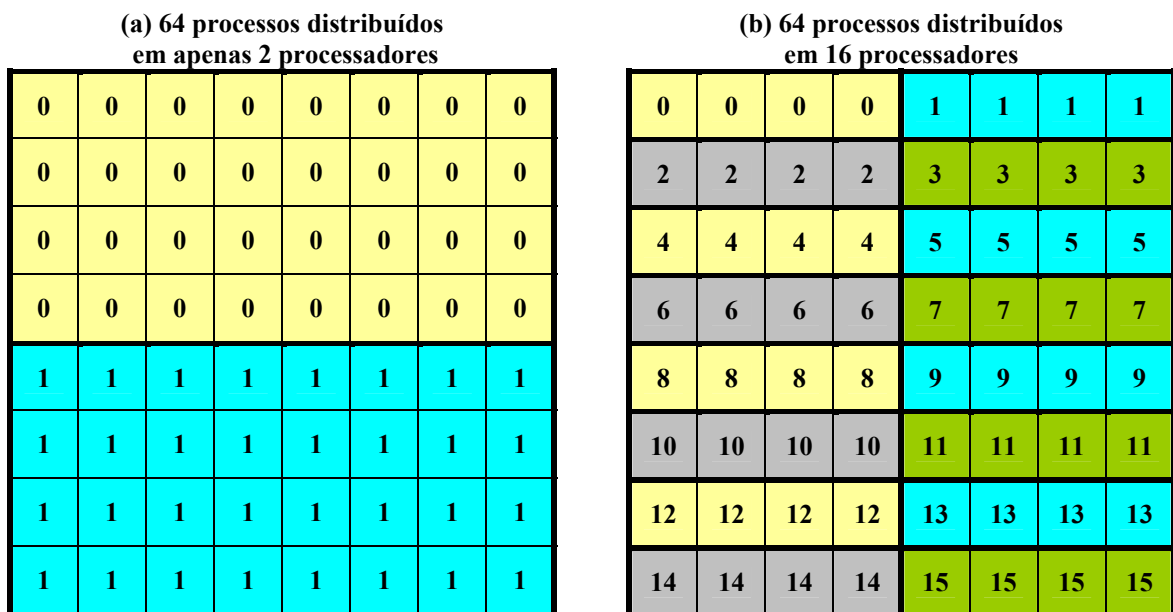 (a) 64 processos distribuídos
em apenas 2 processadores
0 0 0 0 0 0 0 0
0 0 0 0 0 0 0 0
0 0 0 0 0 0 0 0
0 0 0 0 0 0 0 0
1 1 1 1 1 1 1 1
1 1 1 1 1 1 1 1
1 1 1 1 1 1 1 1
1 1 1 1 1 1 1 1
(b) 64 processos distribuídos
em 16 processadores
0 0 0 0 1 1 1 1
2 2 2 2 3 3 3 3
4 4 4 4 5 5 5 5
6 6 6 6 7 7 7 7
8 8 8 8 9 9 9 9
10 10 10 10 11 11 11 11
12 12 12 12 13 13 13 13
14 14 14 14 15 15 15 15